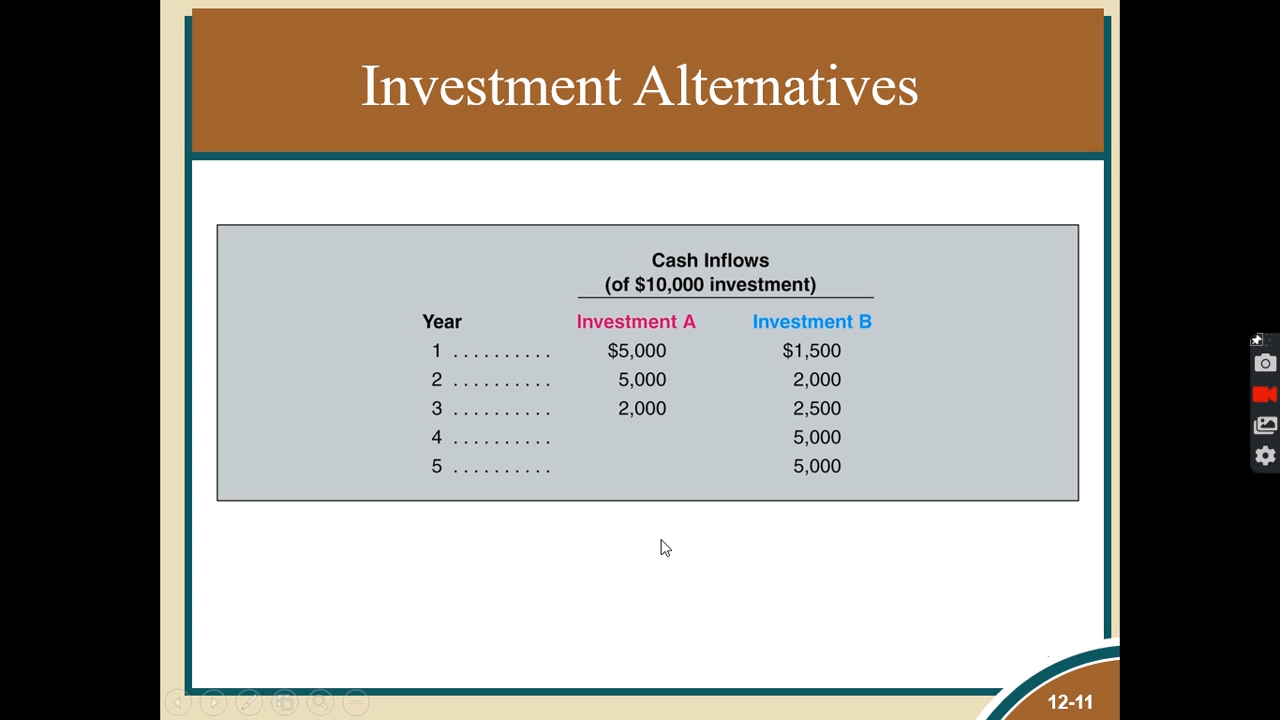 Investment Alternatives
Cash Inflows
(of $10,000 investment)
Year Investment A Investment B
1 . . . . . . . . . . $5,000 $1,500
2 . . . . . . . . . . 5,000 2,000
3 . . . . . . . . . . 2,000 2,500
4 . . . . . . . . . . 5,000
5 . . . . . . . . . . 5,000
12-11